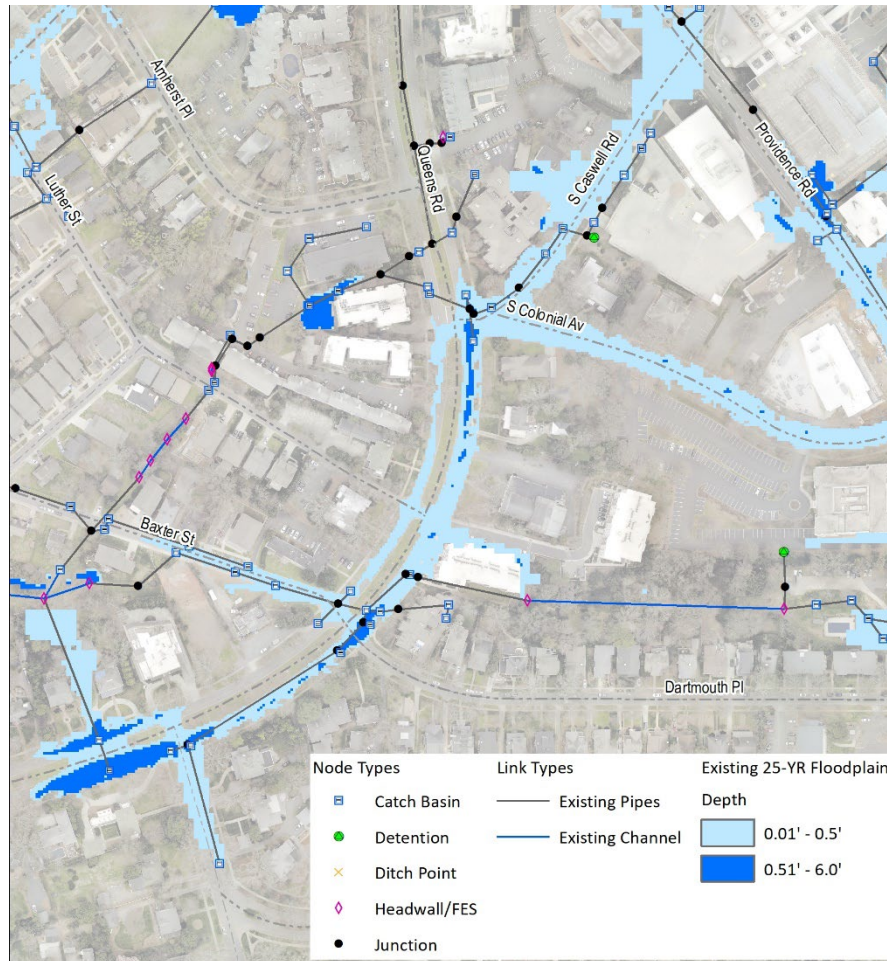 Amherst Pl
Luther St
Queens Rd
S Caswell Rd
Providence Rd
S Colonial Av
Baxter St
Dartmouth Pl
Node Types
Catch Basin
Detention
Ditch Point
Headwall/FES
Junction
Link Types
Existing Pipes
Existing Channel
Existing 25-YR Floodplain
Depth
0.01' - 0.5'
0.51' - 6.0'